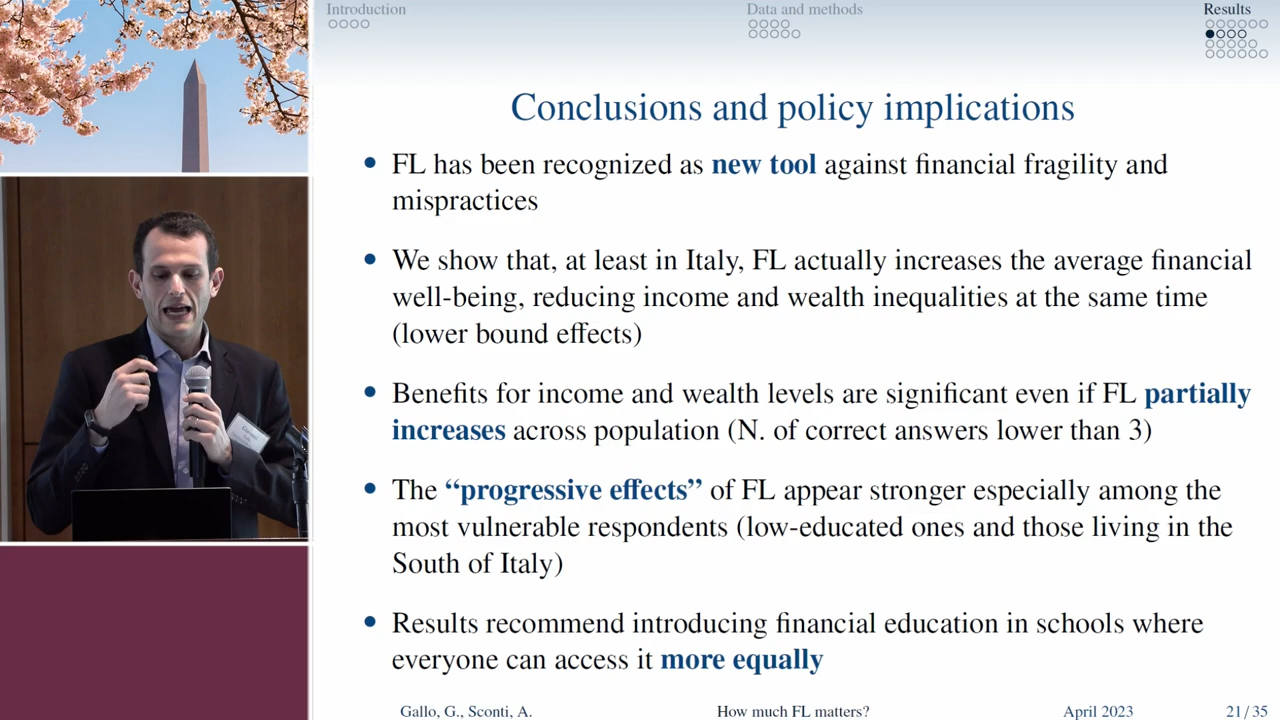 Introduction
Data and methods
Results
Conclusions and policy implications
• FL has been recognized as new tool against financial fragility and
mispractices
• We show that, at least in Italy, FL actually increases the average financial
well-being, reducing income and wealth inequalities at the same time
(lower bound effects)
• Benefits for income and wealth levels are significant even if FL partially
increases across population (N. of correct answers lower than 3)
• The “progressive effects” of FL appear stronger especially among the
most vulnerable respondents (low-educated ones and those living in the
South of Italy)
• Results recommend introducing financial education in schools where
everyone can access it more equally
Gallo, G., Sconti, A.
How much FL matters?
April 2023
21 / 35